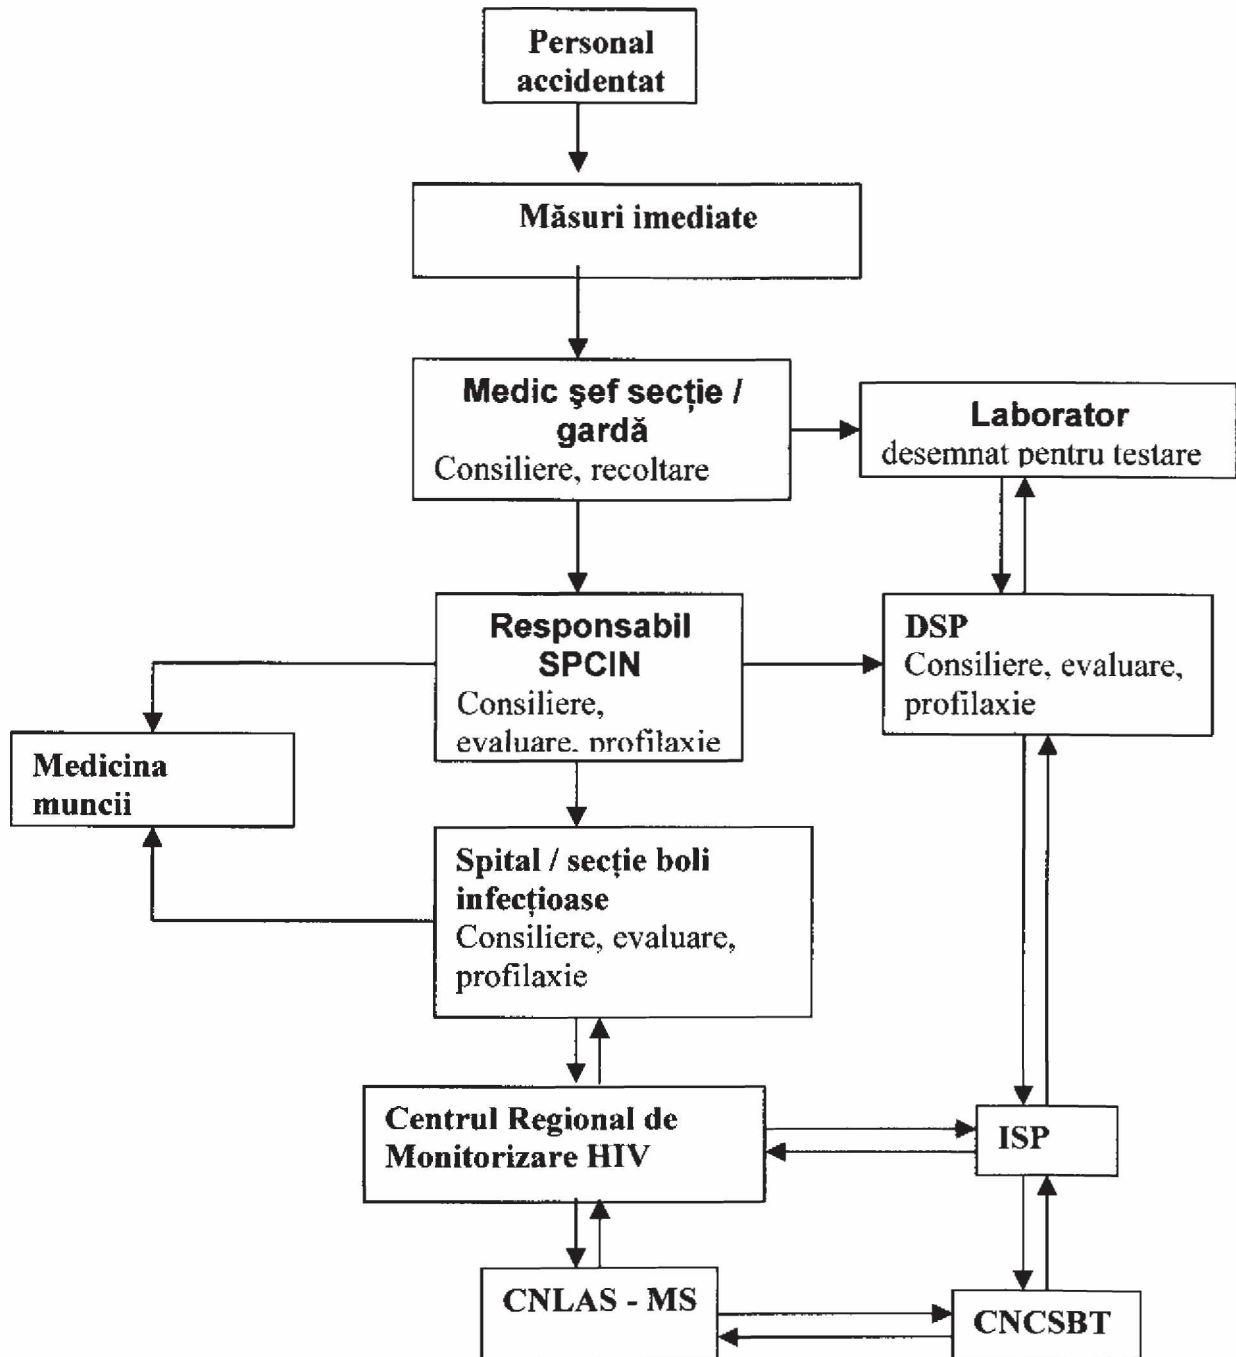 Personal
accidentat
Măsuri imediate
Medic şef secţie /
gardă
Consiliere, recoltare
Laborator
desemnat pentru testare
Responsabil
SPCIN
Consiliere,
evaluare, profilaxie
DSP
Consiliere, evaluare,
profilaxie
Medicina
muncii
Spital / secţie boli
infecţioase
Consiliere, evaluare,
profilaxie
Centrul Regional de
Monitorizare HIV
ISP
CNLAS - MS
CNCSBT